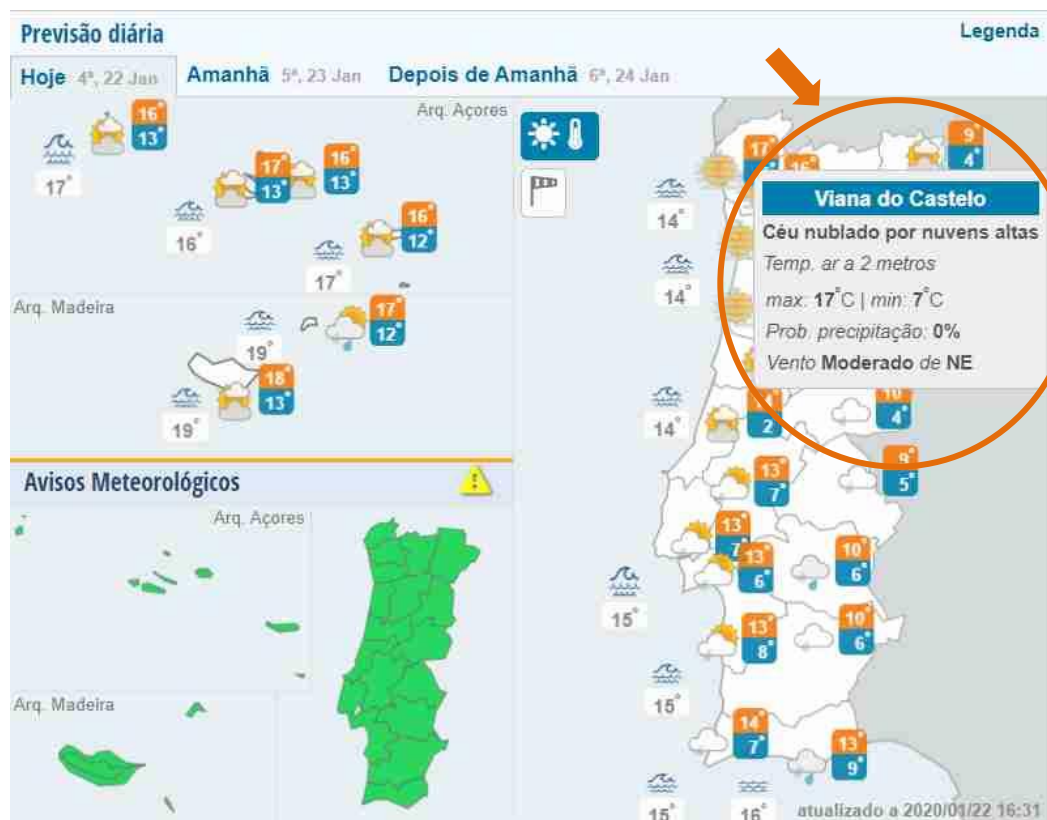 Previsão diária
Legenda
Hoje 4ª, 22 Jan
Amanhã 5ª, 23 Jan
Depois de Amanhã 6ª, 24 Jan
Arq. Açores
16°
13°
17°
17°
13°
16°
13°
16°
16°
12°
17°
Arq. Madeira
17°
12°
19°
18°
13°
19°
17°
16°
9°
4°
14°
14°
Viana do Castelo
Céu nublado por nuvens altas
Temp. ar a 2 metros
max: 17°C | min: 7°C
Prob. precipitação: 0%
Vento Moderado de NE
2°
10°
4°
14°
13°
7°
9°
5°
13°
7°
13°
6°
10°
6°
15°
13°
8°
10°
6°
15°
14°
7°
13°
9°
15°
16°
atualizado a 2020/01/22 16:31
Avisos Meteorológicos
Arq. Açores
Arq. Madeira